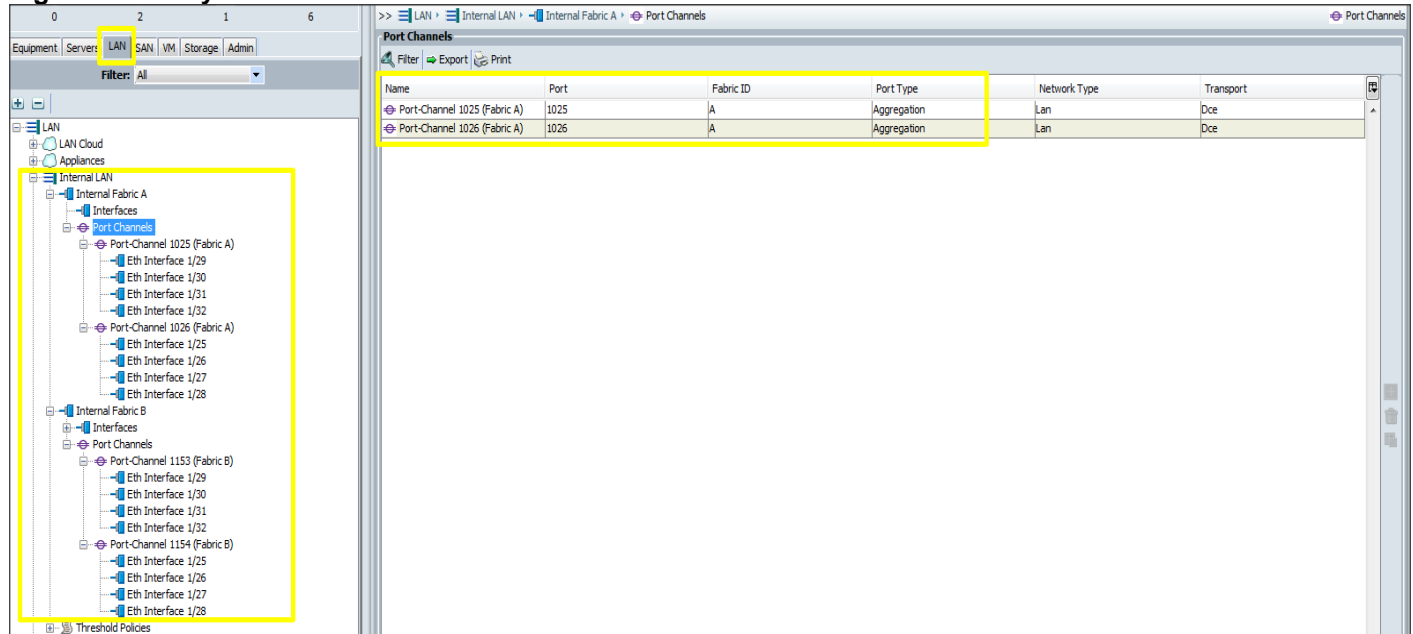 0 2 1 6
Equipment Servers LAN SAN VM Storage Admin
Filter: All
LAN
LAN Cloud
Appliances
Internal LAN
Internal Fabric A
Interfaces
Port Channels
Port-Channel 1025 (Fabric A)
Eth Interface 1/29
Eth Interface 1/30
Eth Interface 1/31
Eth Interface 1/32
Port-Channel 1026 (Fabric A)
Eth Interface 1/25
Eth Interface 1/26
Eth Interface 1/27
Eth Interface 1/28
Internal Fabric B
Interfaces
Port Channels
Port-Channel 1153 (Fabric B)
Eth Interface 1/29
Eth Interface 1/30
Eth Interface 1/31
Eth Interface 1/32
Port-Channel 1154 (Fabric B)
Eth Interface 1/25
Eth Interface 1/26
Eth Interface 1/27
Eth Interface 1/28
Threshold Policies
>> LAN Internal LAN Internal Fabric A Port Channels Port Channels
Port Channels
Filter Export Print
Name Port Fabric ID Port Type Network Type Transport
Port-Channel 1025 (Fabric A) 1025 A Aggregation Lan Dce
Port-Channel 1026 (Fabric A) 1026 A Aggregation Lan Dce